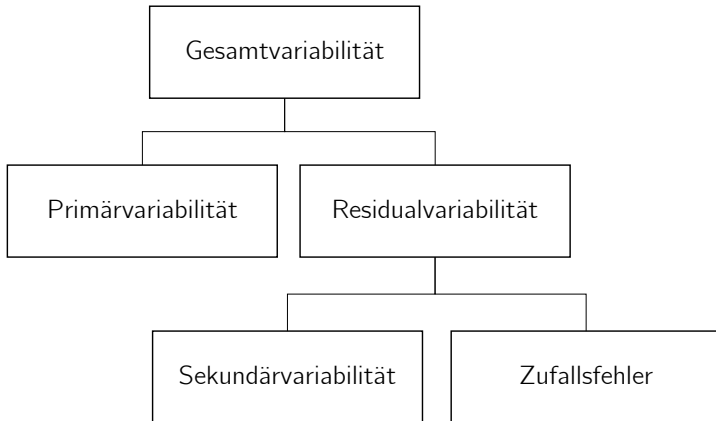 Gesamtvariabilität
Primärvariabilität
Residualvariabilität
Sekundärvariabilität
Zufallsfehler